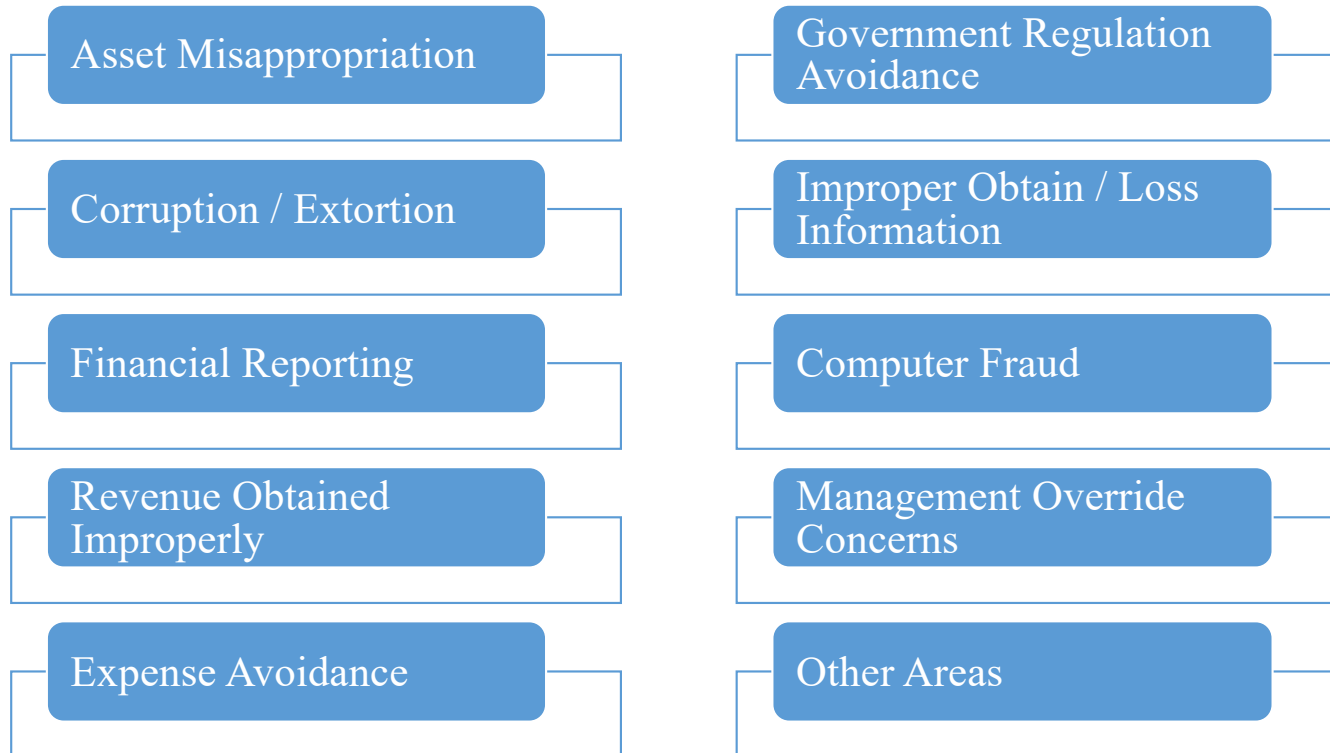 Asset Misappropriation
Corruption / Extortion
Financial Reporting
Revenue Obtained
Improperly
Expense Avoidance
Government Regulation
Avoidance
Improper Obtain / Loss
Information
Computer Fraud
Management Override
Concerns
Other Areas